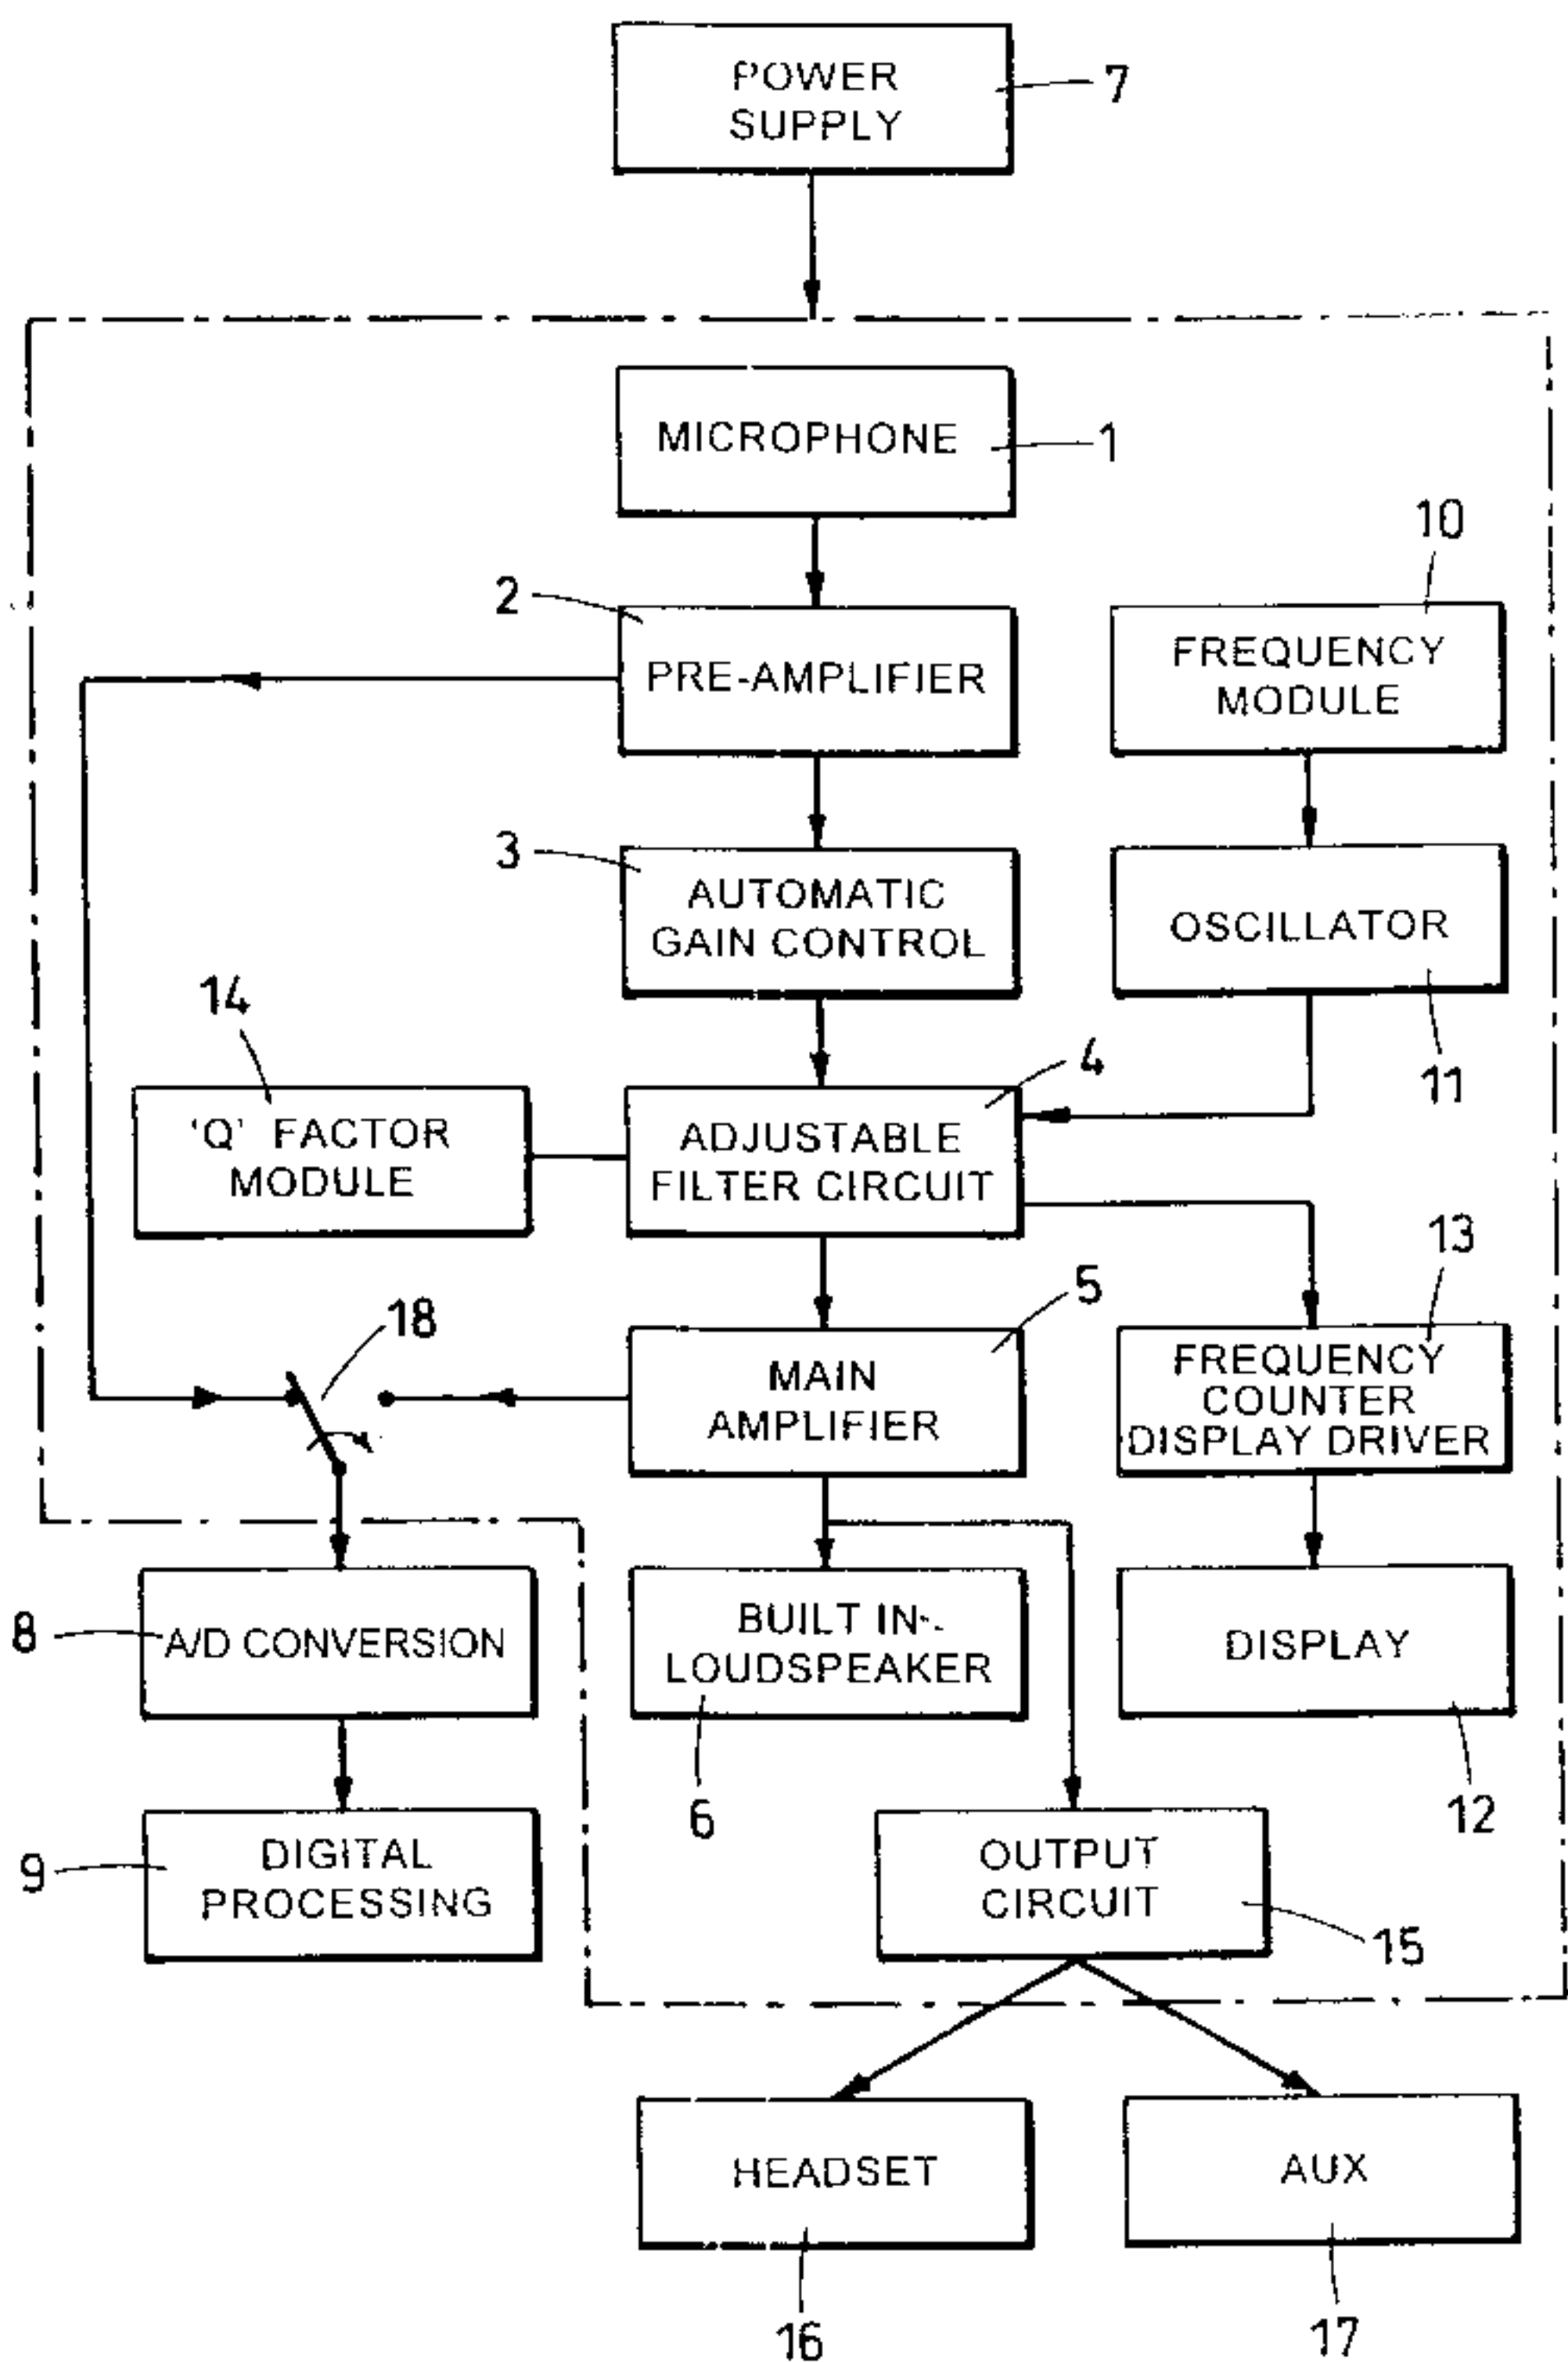 POWER
SUPPLY
7
MICROPHONE
1
10
2
PRE-AMPLIFIER
FREQUENCY
MODULE
3
AUTOMATIC
GAIN CONTROL
OSCILLATOR
11
14
4
'Q' FACTOR
MODULE
ADJUSTABLE
FILTER CIRCUIT
13
5
18
MAIN
AMPLIFIER
FREQUENCY
COUNTER
DISPLAY DRIVER
8
A/D CONVERSION
BUILT IN-
LOUDSPEAKER
6
DISPLAY
12
9
DIGITAL
PROCESSING
OUTPUT
CIRCUIT
15
HEADSET
AUX
16
17